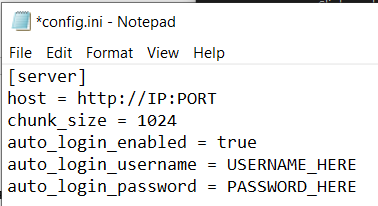 *config.ini - Notepad
File Edit Format View Help
[server]
host = http://IP:PORT
chunk_size = 1024
auto_login_enabled = true
auto_login_username = USERNAME_HERE
auto_login_password = PASSWORD_HERE